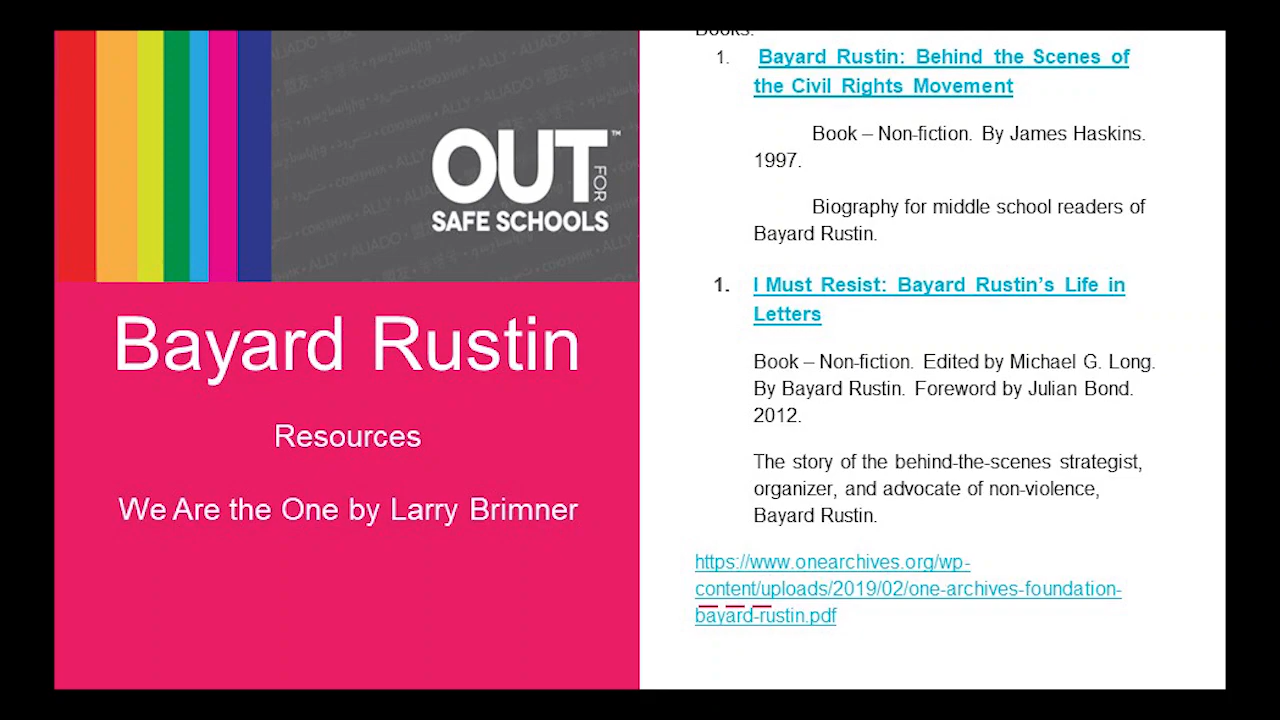 OUT
™
FOR
SAFE SCHOOLS
Bayard Rustin
Resources
We Are the One by Larry Brimner
Books:
1. Bayard Rustin: Behind the Scenes of
the Civil Rights Movement
Book – Non-fiction. By James Haskins.
1997.
Biography for middle school readers of
Bayard Rustin.
1. I Must Resist: Bayard Rustin’s Life in
Letters
Book – Non-fiction. Edited by Michael G. Long.
By Bayard Rustin. Foreword by Julian Bond.
2012.
The story of the behind-the-scenes strategist,
organizer, and advocate of non-violence,
Bayard Rustin.
https://www.onearchives.org/wp-
content/uploads/2019/02/one-archives-foundation-
bayard-rustin.pdf